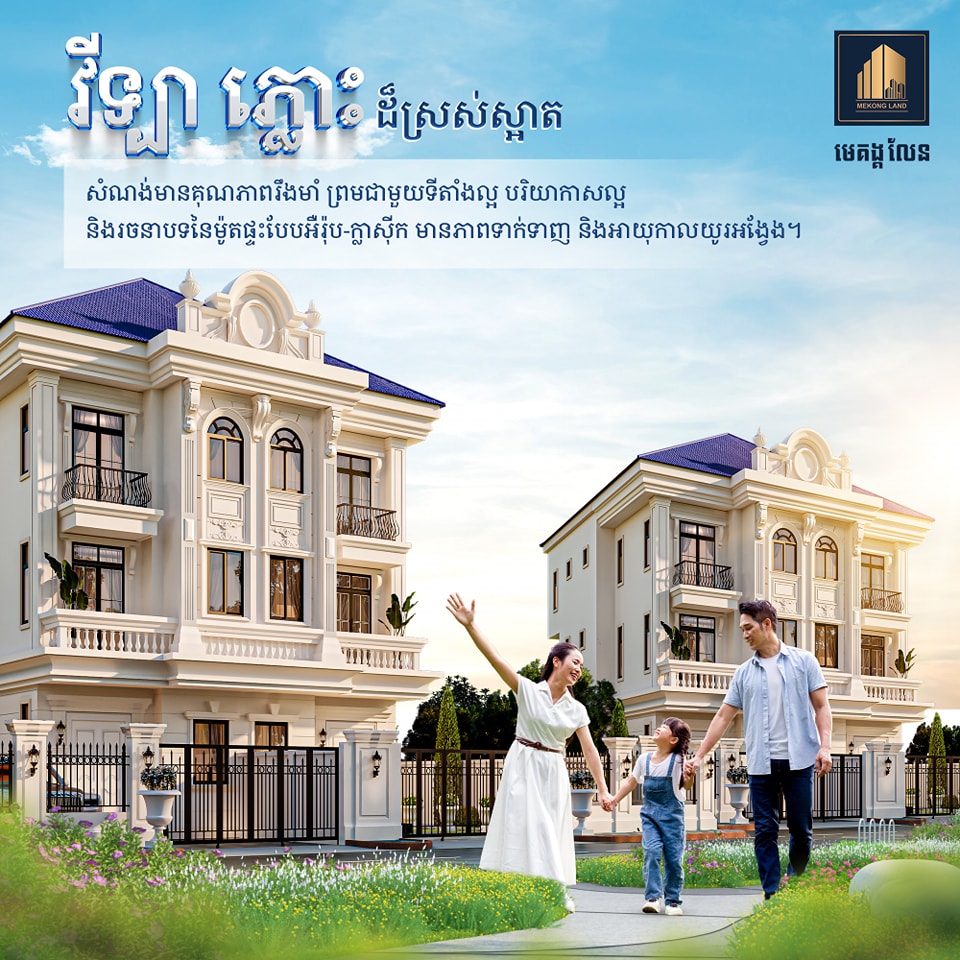 វីឡា ភ្លោះ ដ៏ស្រស់ស្អាត
MEKONG LAND
មេគង្គ លែន
សំណង់មានគុណភាពរឹងមាំ ព្រមជាមួយទីតាំងល្អ បរិយាកាសល្អ
និងរចនាបទនៃម៉ូតផ្ទះបែបអឺរ៉ុប-ក្លាស៊ីក មានភាពទាក់ទាញ និងអាយុកាលយូរអង្វែង។